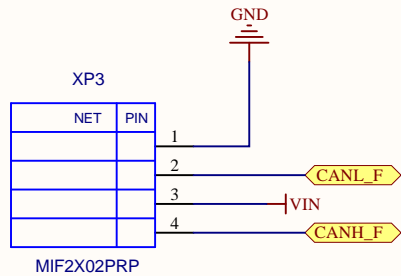 GND
XP3
NET PIN
1
2 CANL_F
3 VIN
4 CANH_F
MIF2X02PRP